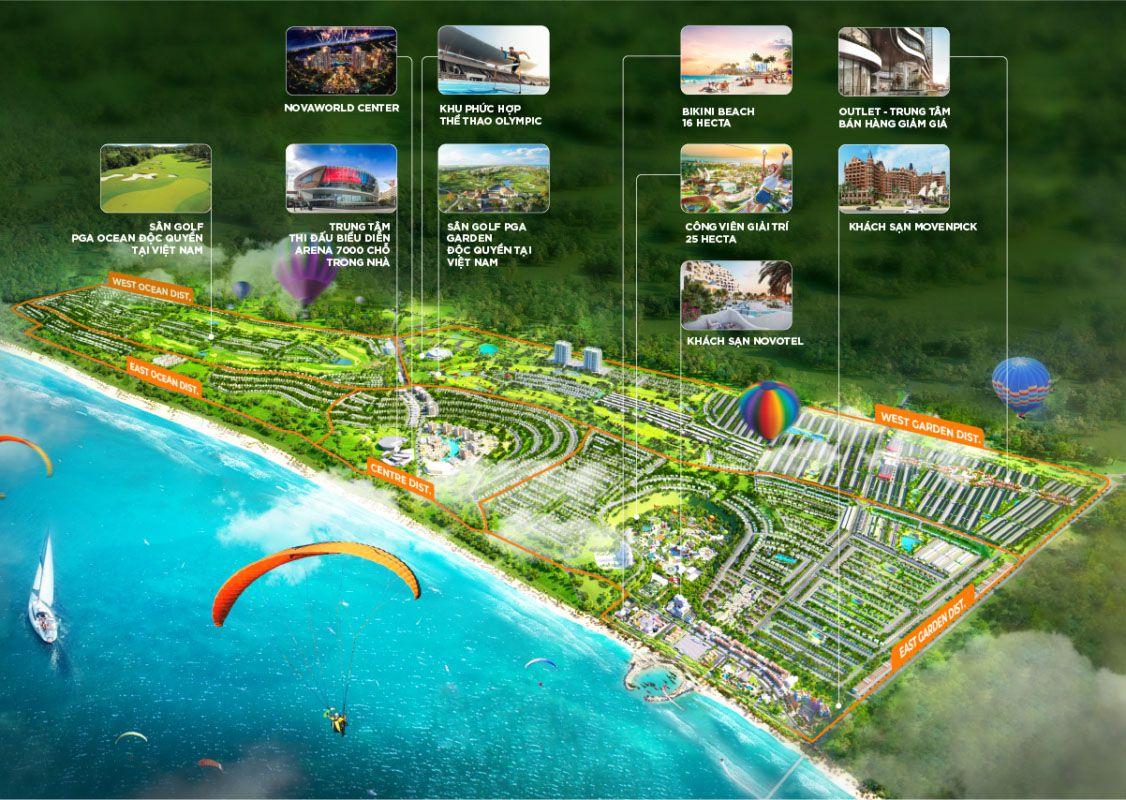 NOVAWORLD CENTER
KHU PHỨC HỢP
THỂ THAO OLYMPIC
BIKINI BEACH
16 HECTA
OUTLET - TRUNG TÂM
BÁN HÀNG GIẢM GIÁ
SÂN GOLF
PGA OCEAN ĐỘC QUYỀN
TẠI VIỆT NAM
TRUNG TÂM
THI ĐẤU BIỂU DIỄN
ARENA 7000 CHỖ
TRONG NHÀ
SÂN GOLF PGA
GARDEN
ĐỘC QUYỀN TẠI
VIỆT NAM
CÔNG VIÊN GIẢI TRÍ
25 HECTA
KHÁCH SẠN MOVENPICK
KHÁCH SẠN NOVOTEL
WEST OCEAN DIST.
EAST OCEAN DIST.
CENTRE DIST.
WEST GARDEN DIST.
EAST GARDEN DIST.